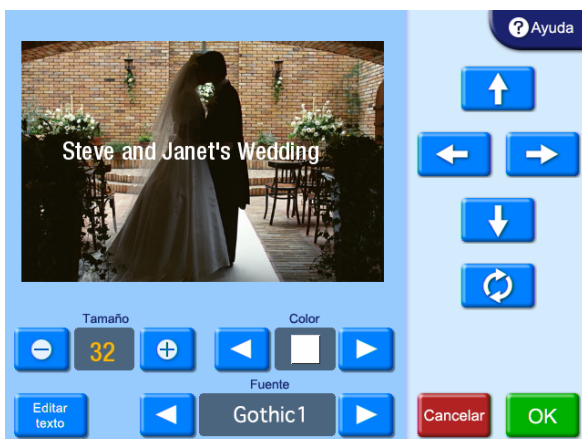 ? Ayuda
Steve and Janet's Wedding
Tamaño
Color
32
Fuente
Editar
texto
Gothic1
Cancelar
OK